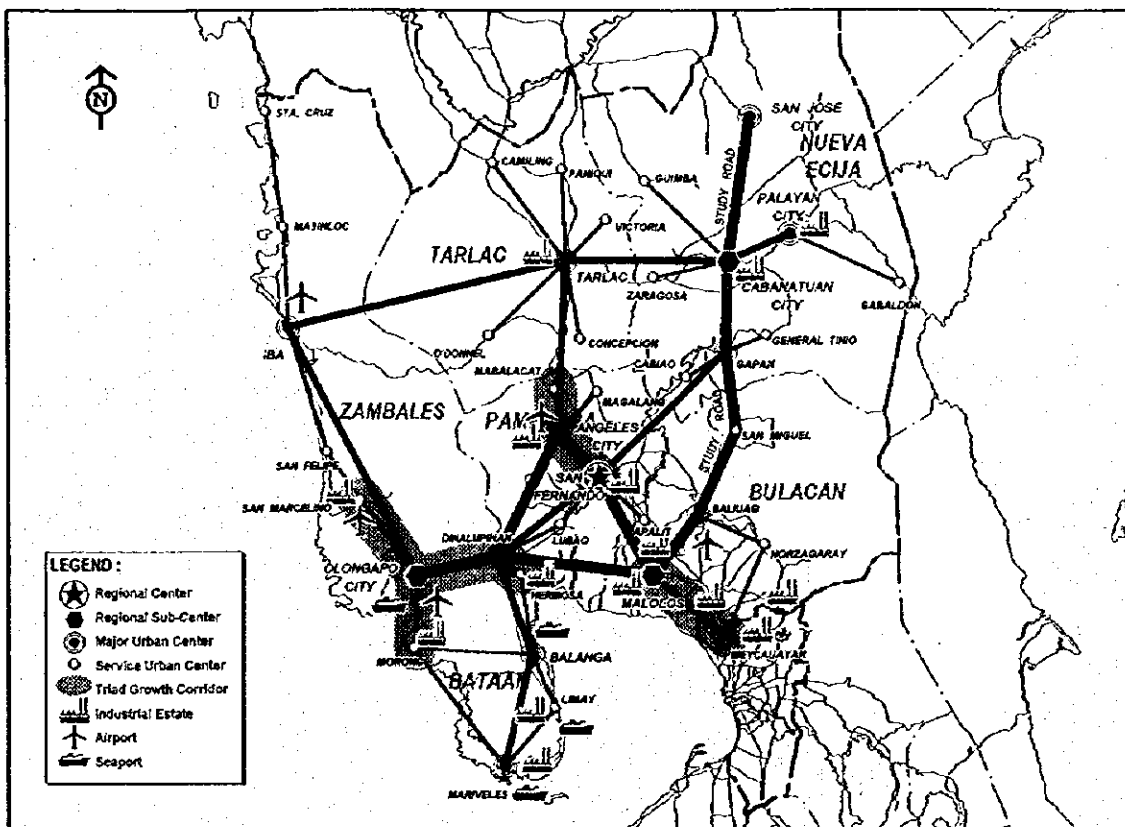 N
STA. CRUZ
SAN JOSE
CITY
NUEVA
ECIJA
CAMILING
PANIQUI
GUIMBA
STUDY ROAD
PALAYAN
CITY
MASINLOC
VICTORIA
TARLAC
TARLAC
ZARAGOSA
CABANATUAN
CITY
GABALDON
IBA
O'DONNEL
CONCEPCION
GENERAL TINIO
MABALACAT
CABIAO
GAPAN
MAGALANG
ZAMBALES
PAM
A
ANGELES
CITY
STUDY ROAD
SAN MIGUEL
SAN FELIPE
SAN
FERNANDO
BULACAN
SAN MARCELINO
BALIUAG
DINALUPIHAN
LUBAO
APALIT
NORZAGARAY
OLONGAPO
CITY
HERMOSA
MALOLOS
MEYCAUAYAN
MORONG
BALANGA
BATAAN
LIMAY
MARIVELES
LEGEND :
Regional Center
Regional Sub-Center
Major Urban Center
Service Urban Center
Triad Growth Corridor
Industrial Estate
Airport
Seaport